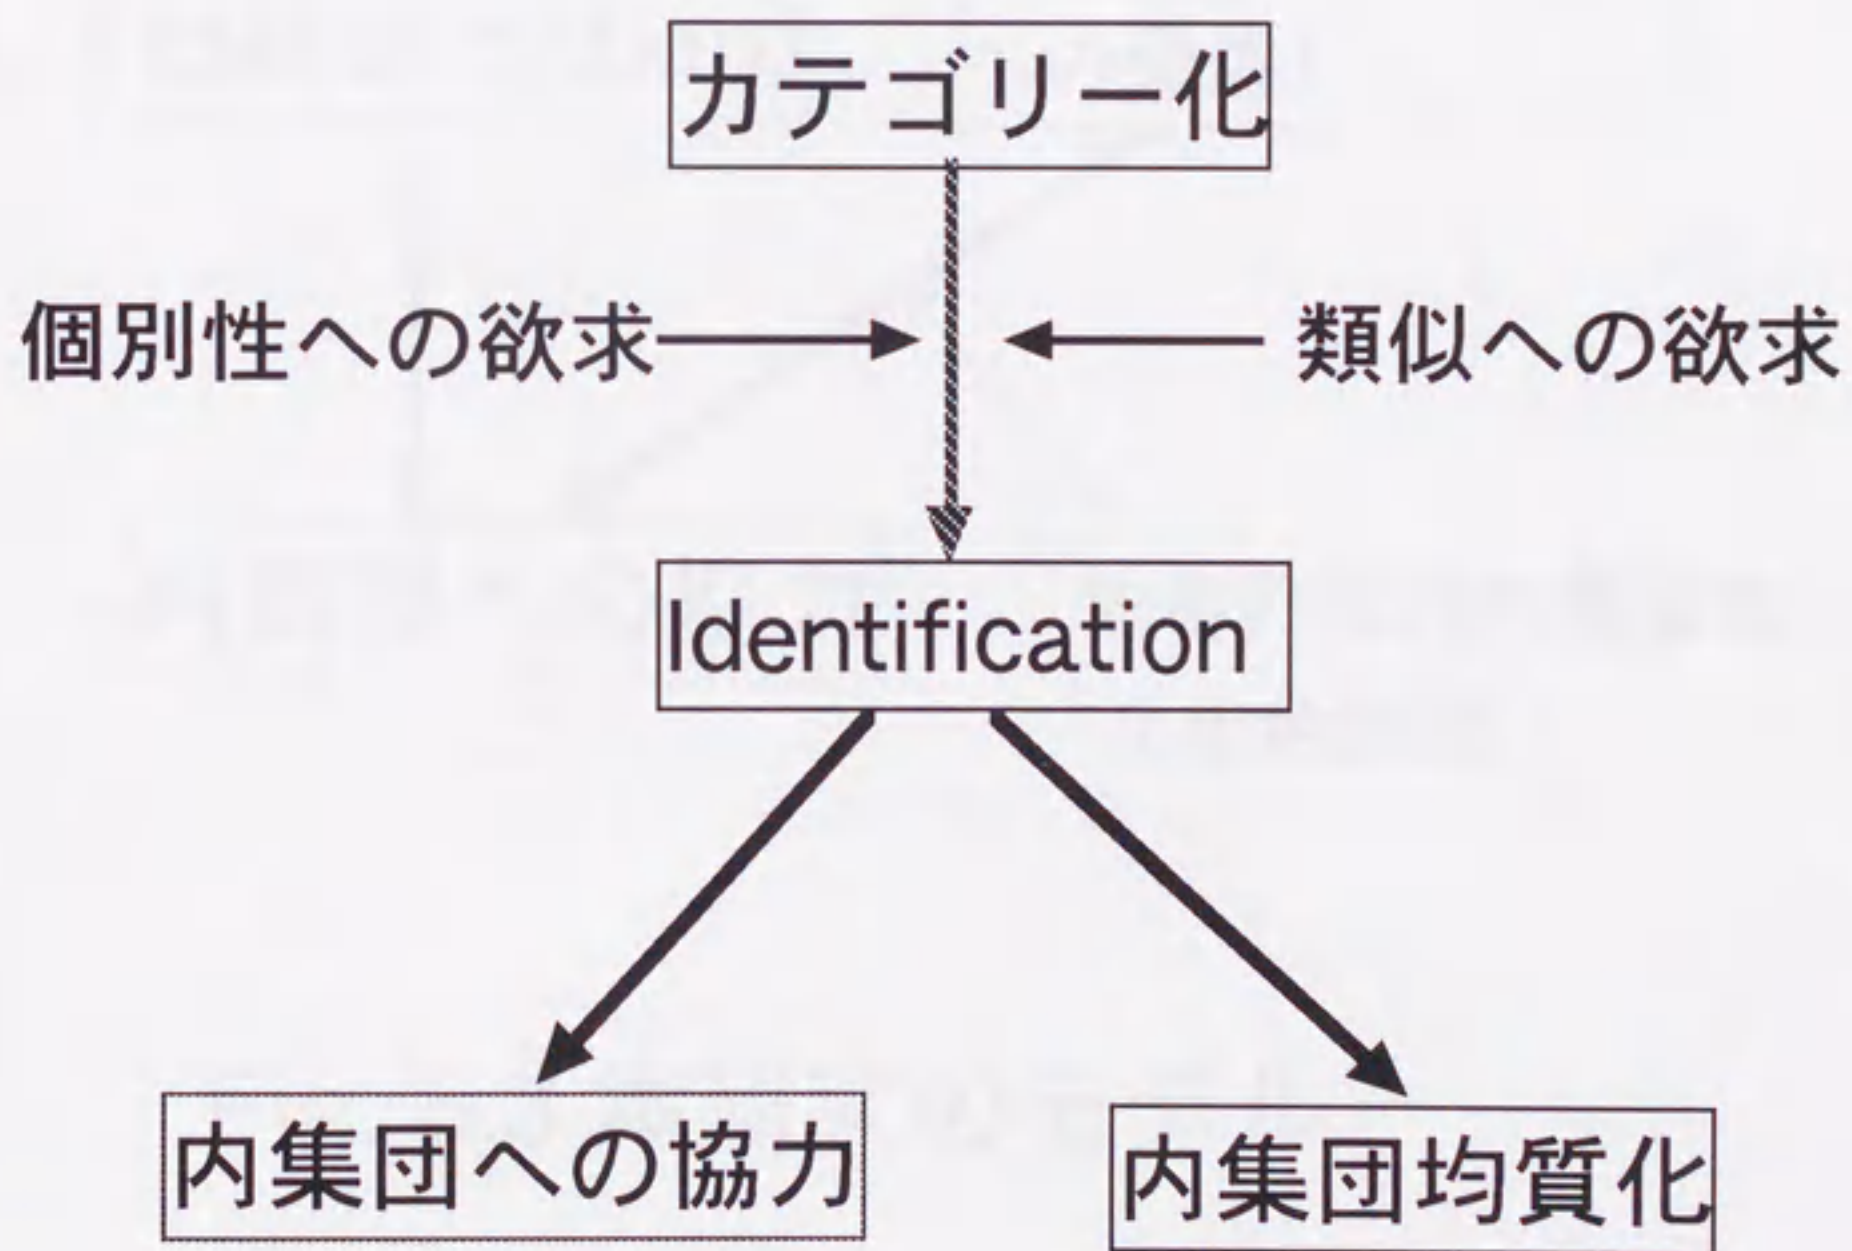 カテゴリー化
個別性への欲求
類似への欲求
Identification
内集団への協力
内集団均質化